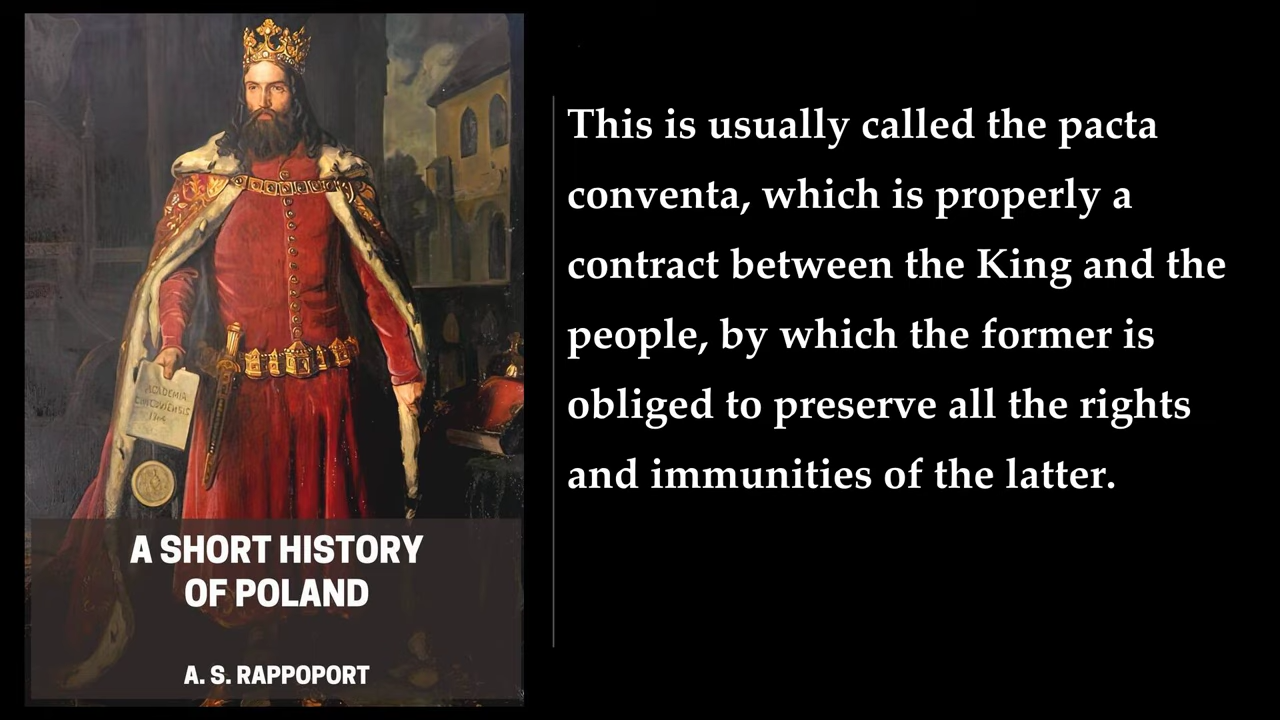 ACADEMIA
A SHORT HISTORY
OF POLAND
A. S. RAPPOPORT
This is usually called the pacta
conventa, which is properly a
contract between the King and the
people, by which the former is
obliged to preserve all the rights
and immunities of the latter.